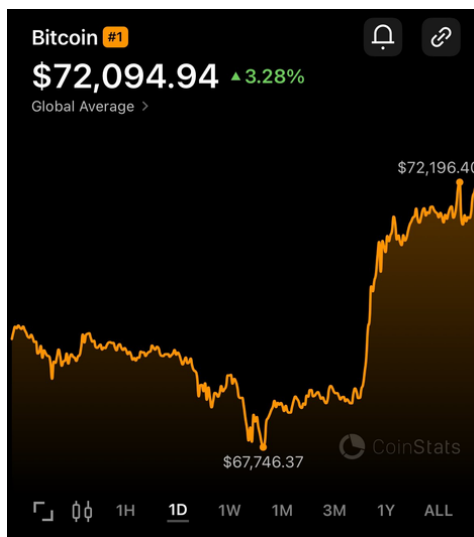 Bitcoin #1
$72,094.94 ▲3.28%
Global Average >
$72,196.40
CoinStats
$67,746.37
1H 1D 1W 1M 3M 1Y ALL